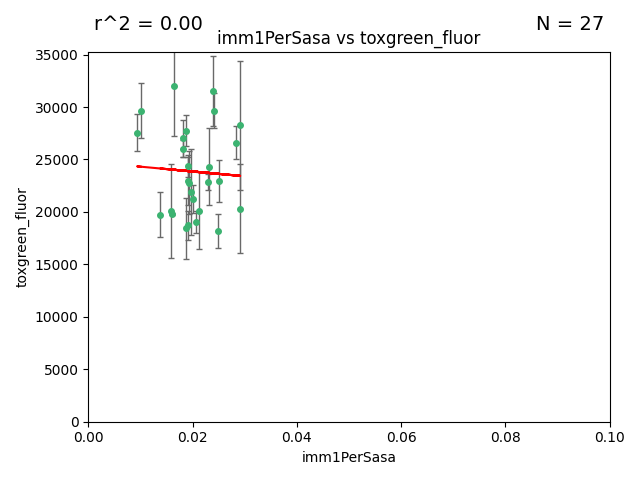 r^2 = 0.00
N = 27
imm1PerSasa vs toxgreen_fluor
35000
30000
25000
20000
15000
10000
5000
0
toxgreen_fluor
0.00
0.02
0.04
0.06
0.08
0.10
imm1PerSasa